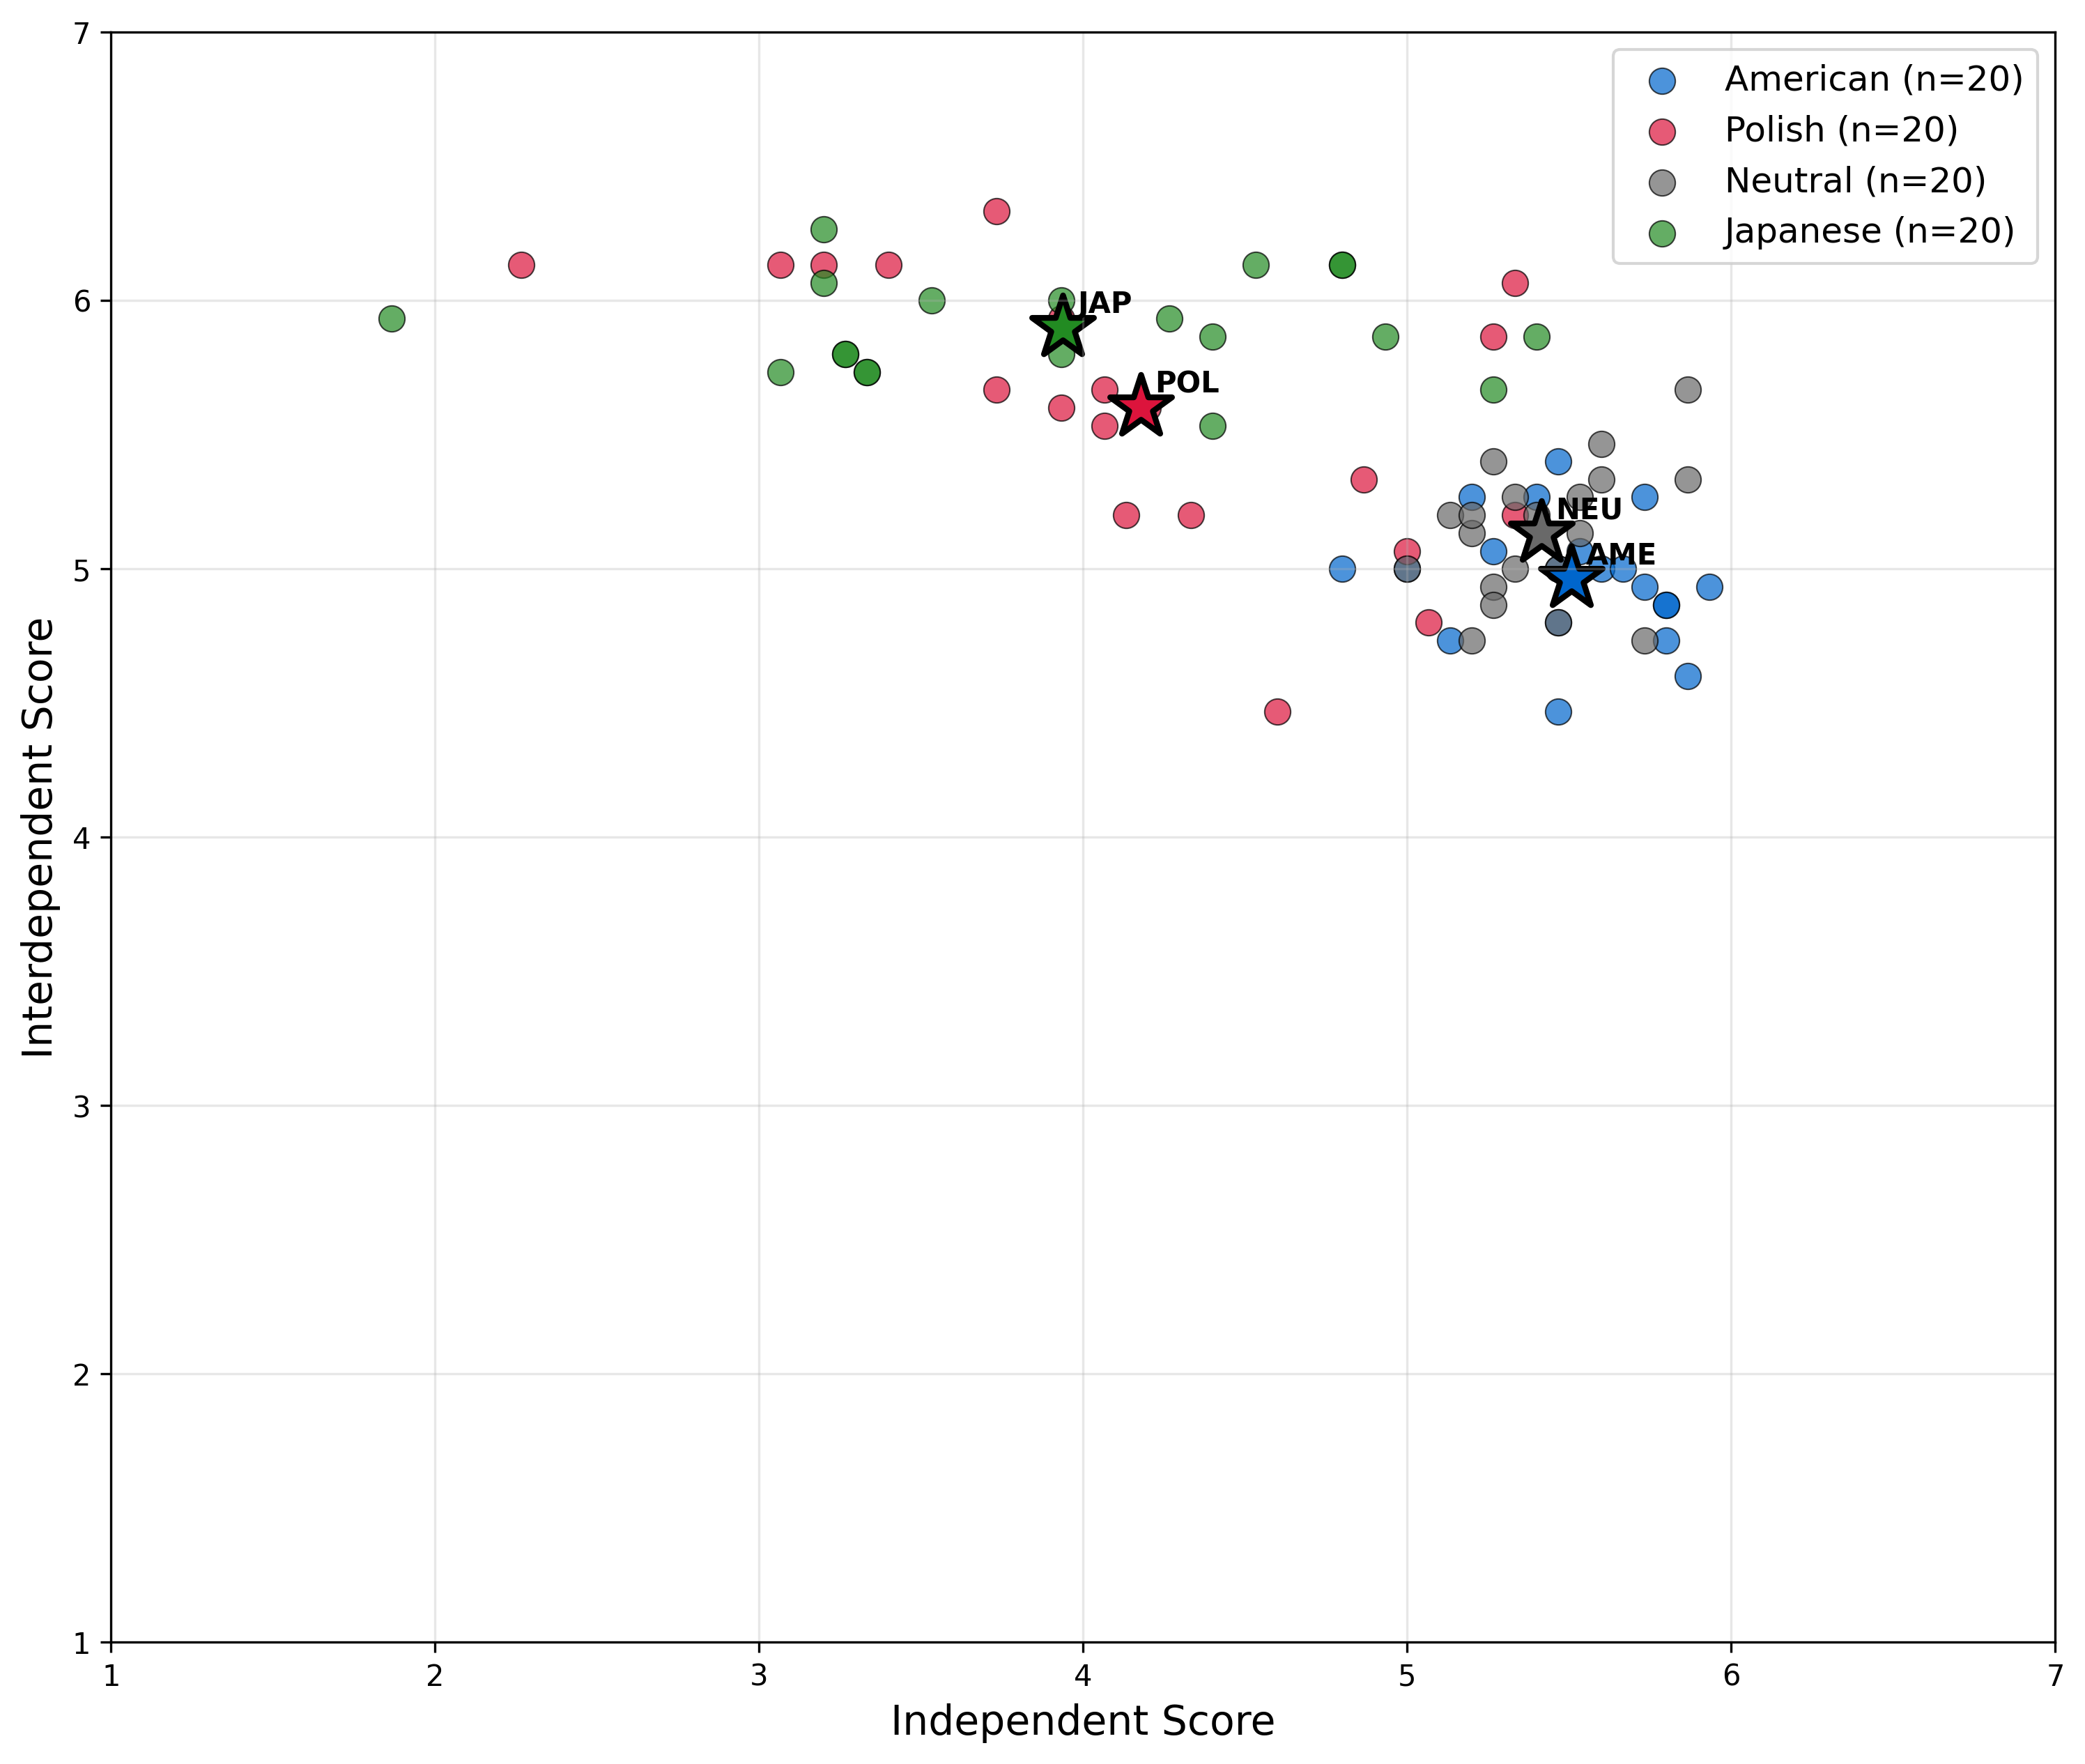 American (n=20)
Polish (n=20)
Neutral (n=20)
Japanese (n=20)
JAP
POL
NEU
AME
7
6
5
4
3
2
1
Interdependent Score
1 2 3 4 5 6 7
Independent Score